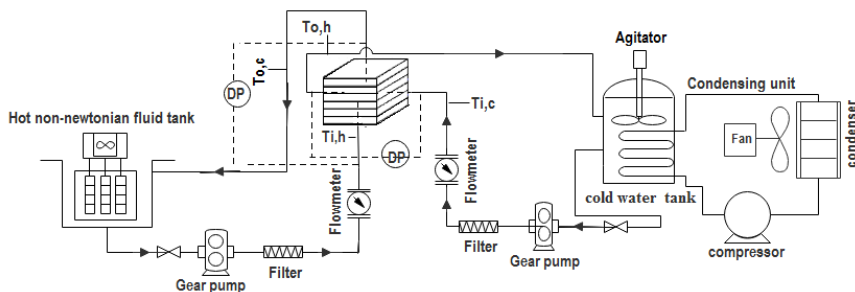 To,h
Agitator
To,c
DP
Condensing unit
Hot non-newtonian fluid tank
Ti,c
Ti,h
Fan
condenser
DP
Flowmeter
Flowmeter
cold water tank
Filter
Gear pump
compressor
Gear pump
Filter